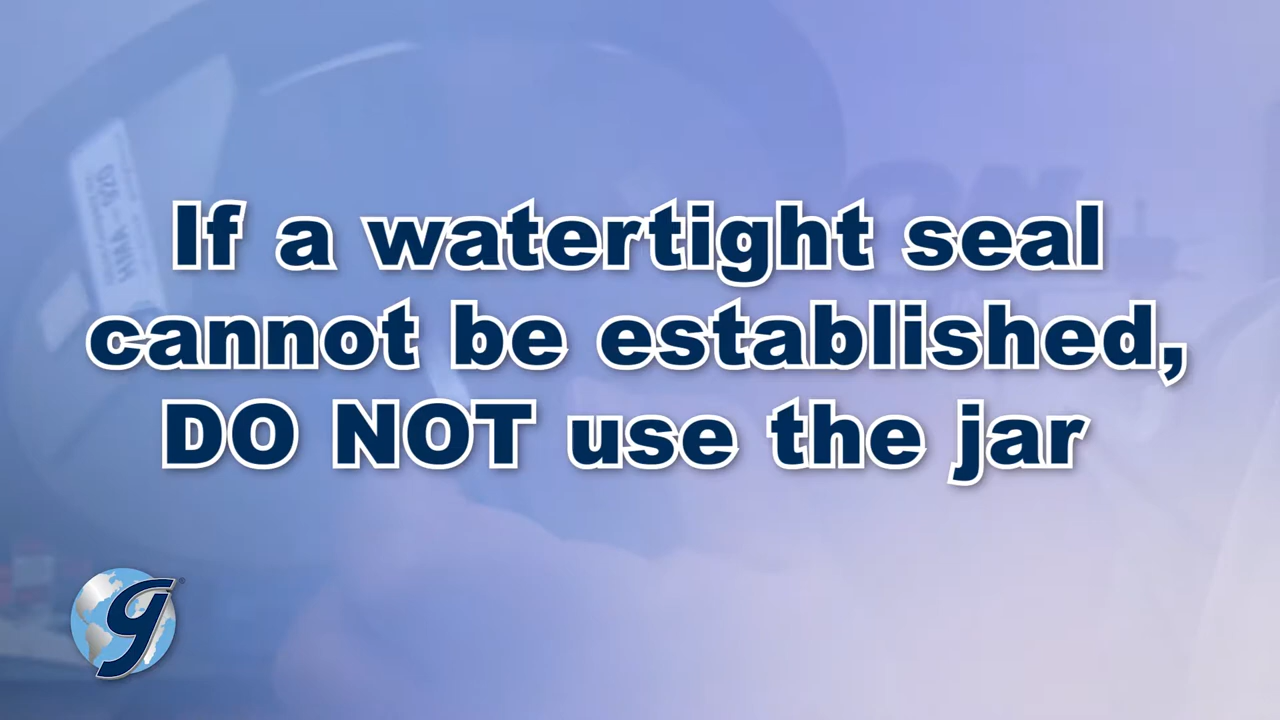 If a watertight seal
cannot be established,
DO NOT use the jar
g